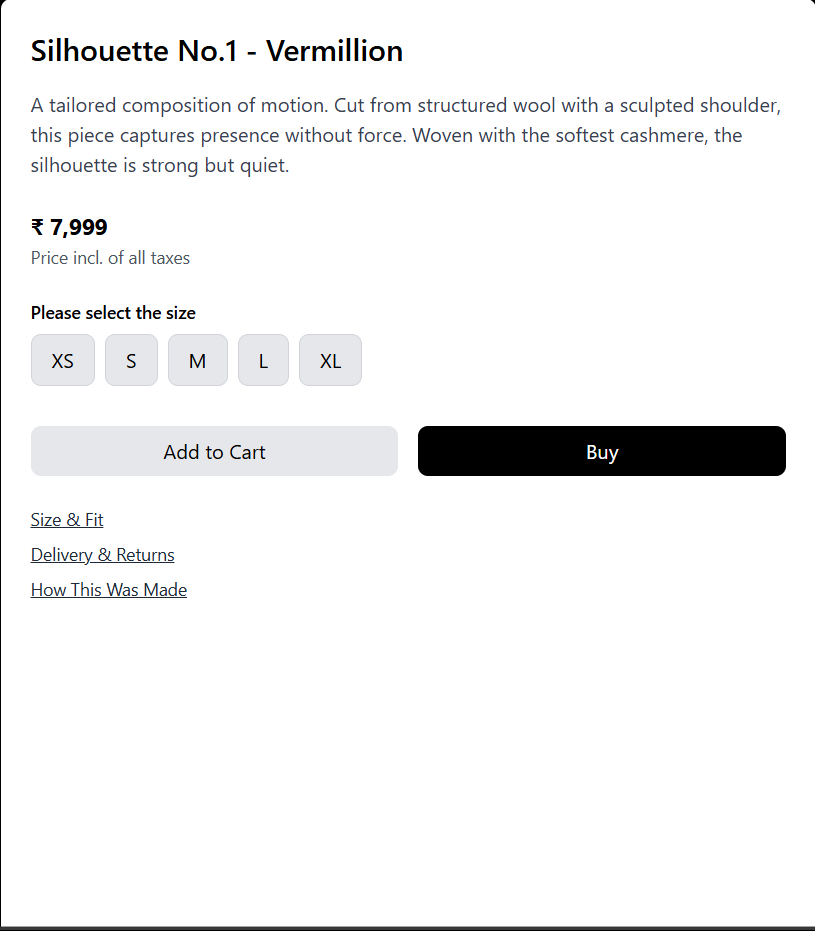 Silhouette No.1 - Vermillion
A tailored composition of motion. Cut from structured wool with a sculpted shoulder,
this piece captures presence without force. Woven with the softest cashmere, the
silhouette is strong but quiet.
₹ 7,999
Price incl. of all taxes
Please select the size
XS S M L XL
Add to Cart Buy
Size & Fit
Delivery & Returns
How This Was Made